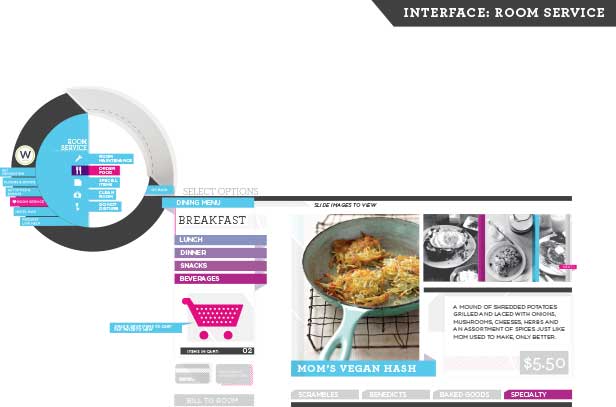 INTERFACE: ROOM SERVICE
W
ROOM
SERVICE
ROOM
MAINTENANCE
ORDER
FOOD
SPECIAL
ITEMS
CLEAN
ROOM
DO NOT
DISTURB
ROOM SERVICE
SELECT OPTIONS
DINING MENU
BREAKFAST
LUNCH
DINNER
SNACKS
BEVERAGES
ITEMS IN CART:
02
BILL TO ROOM
SLIDE IMAGES TO VIEW
A MOUND OF SHREDDED POTATOES
GRILLED AND LACED WITH ONIONS,
MUSHROOMS, CHEESES, HERBS AND
AN ASSORTMENT OF SPICES JUST LIKE
MOM USED TO MAKE, ONLY BETTER.
$5.50
MOM'S VEGAN HASH
SCRAMBLES
BENEDICTS
BAKED GOODS
SPECIALTY